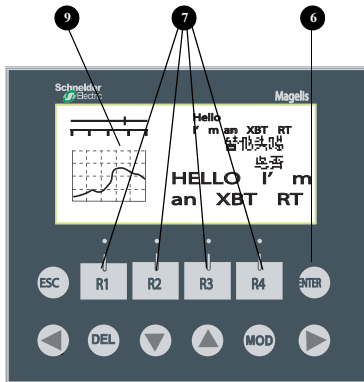 9 7 6
Schneider
Electric
Magelis
Hello
I' m an XBT RT
HELLO I' m
an XBT RT
ESC R1 R2 R3 R4 ENTER
DEL MOD